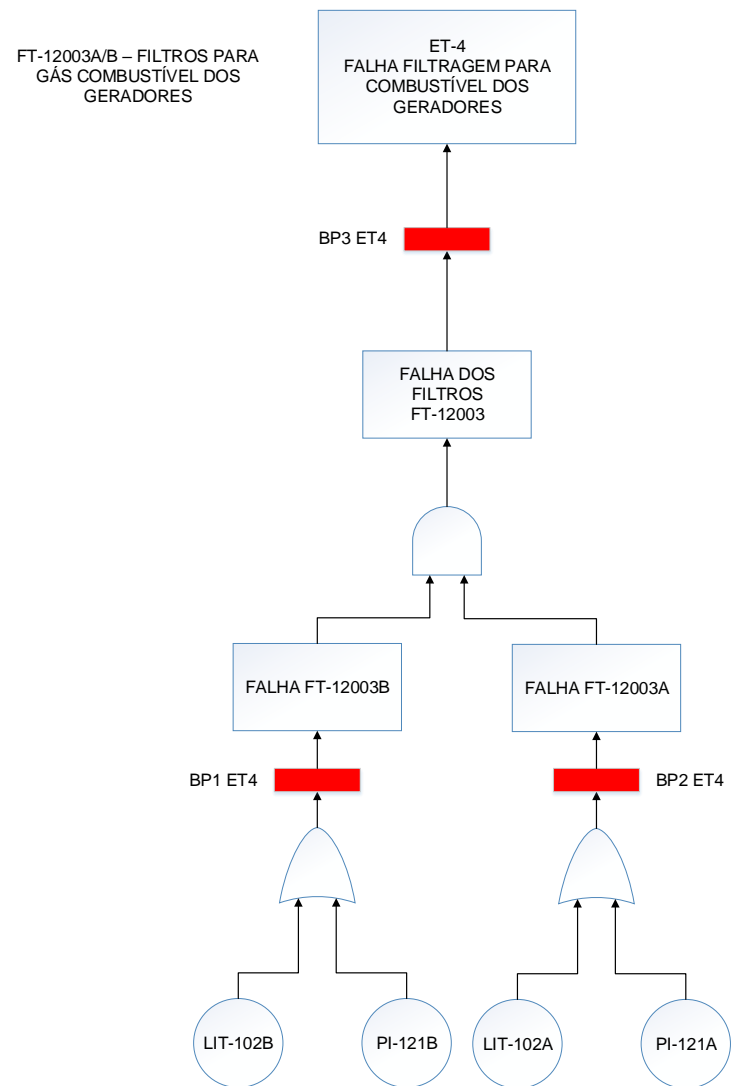 FT-12003A/B – FILTROS PARA
GÁS COMBUSTÍVEL DOS
GERADORES
ET-4
FALHA FILTRAGEM PARA
COMBUSTÍVEL DOS
GERADORES
BP3 ET4
FALHA DOS
FILTROS
FT-12003
FALHA FT-12003B
FALHA FT-12003A
BP1 ET4
BP2 ET4
LIT-102B
PI-121B
LIT-102A
PI-121A